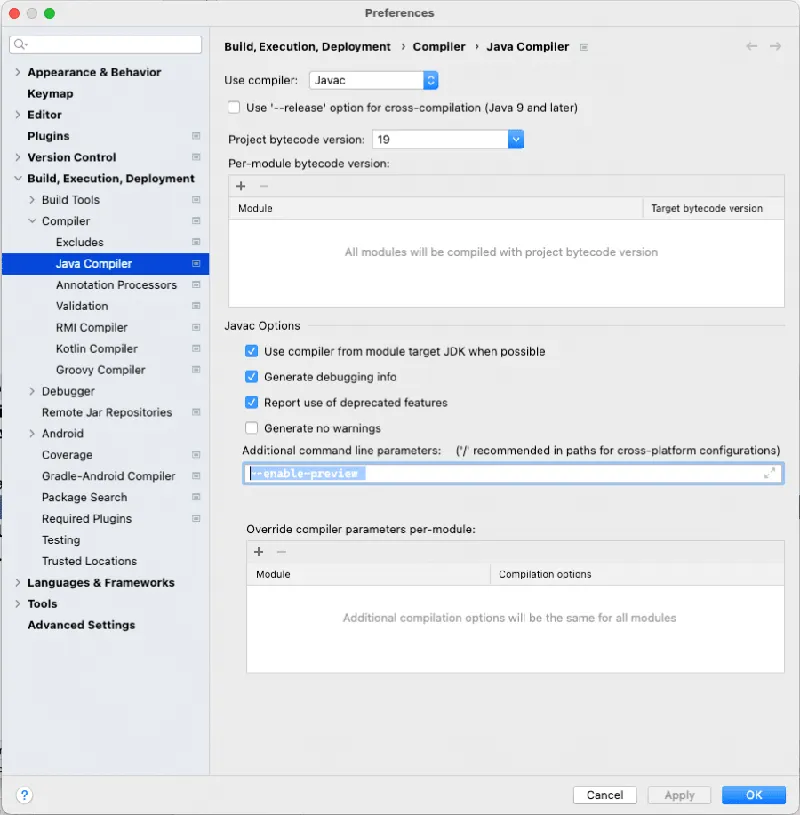 Preferences
Build, Execution, Deployment › Compiler › Java Compiler
Appearance & Behavior
Keymap
Editor
Plugins
Version Control
Build, Execution, Deployment
Build Tools
Compiler
Excludes
Java Compiler
Annotation Processors
Validation
RMI Compiler
Kotlin Compiler
Groovy Compiler
Debugger
Remote Jar Repositories
Android
Coverage
Gradle-Android Compiler
Package Search
Required Plugins
Testing
Trusted Locations
Languages & Frameworks
Tools
Advanced Settings
Use compiler: Javac
Use '--release' option for cross-compilation (Java 9 and later)
Project bytecode version: 19
Per-module bytecode version:
+ −
Module Target bytecode version
All modules will be compiled with project bytecode version
Javac Options
Use compiler from module target JDK when possible
Generate debugging info
Report use of deprecated features
Generate no warnings
Additional command line parameters: ('/' recommended in paths for cross-platform configurations)
--enable-preview
Override compiler parameters per-module:
+ −
Module Compilation options
Additional compilation options will be the same for all modules
? Cancel Apply OK